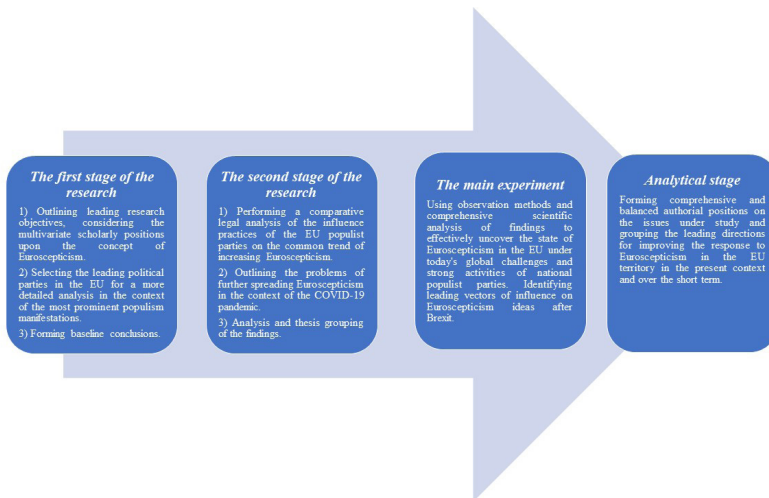 The first stage of the
research
1) Outlining leading research
objectives, considering the
multivariate scholarly positions
upon the concept of
Euroscepticism.
2) Selecting the leading political
parties in the EU for a more
detailed analysis in the context
of the most prominent populism
manifestations.
3) Forming baseline conclusions.
The second stage of the
research
1) Performing a comparative
legal analysis of the influence
practices of the EU populist
parties on the common trend of
increasing Euroscepticism.
2) Outlining the problems of
further spreading Euroscepticism
in the context of the COVID-19
pandemic.
3) Analysis and thesis grouping
of the findings.
The main experiment
Using observation methods and
comprehensive scientific
analysis of findings to
effectively uncover the state of
Euroscepticism in the EU under
today's global challenges and
strong activities of national
populist parties. Identifying
leading vectors of influence on
Euroscepticism ideas after
Brexit.
Analytical stage
Forming comprehensive and
balanced authorial positions on
the issues under study and
grouping the leading directions
for improving the response to
Euroscepticism in the EU
territory in the present context
and over the short term.